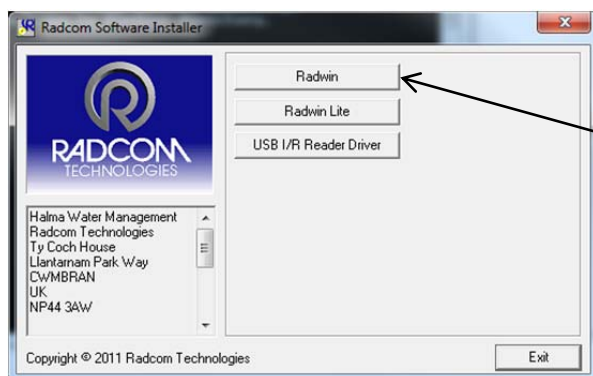 Radcom Software Installer
Radwin
Radwin Lite
USB I/R Reader Driver
RADCOM
TECHNOLOGIES
Halma Water Management
Radcom Technologies
Ty Coch House
Llantarnam Park Way
CWMBRAN
UK
NP44 3AW
Copyright © 2011 Radcom Technologies
Exit